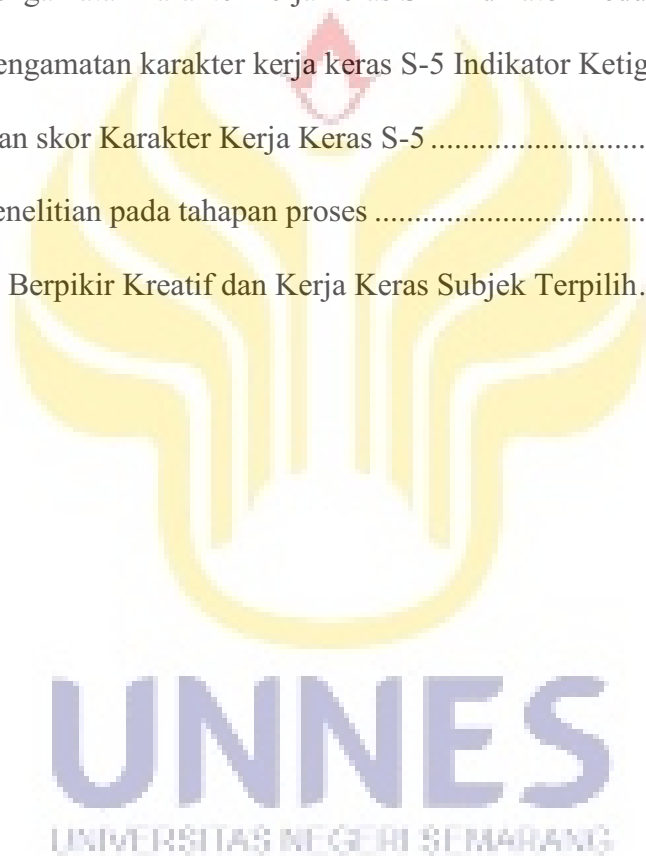 engamatan karakter kerja keras S-5 Indikator Ketig
an skor Karakter Kerja Keras S-5 ........................
enelitian pada tahapan proses .................................
Berpikir Kreatif dan Kerja Keras Subjek Terpilih.
UNNES
UNIVERSITAS NEGERI SEMARANG